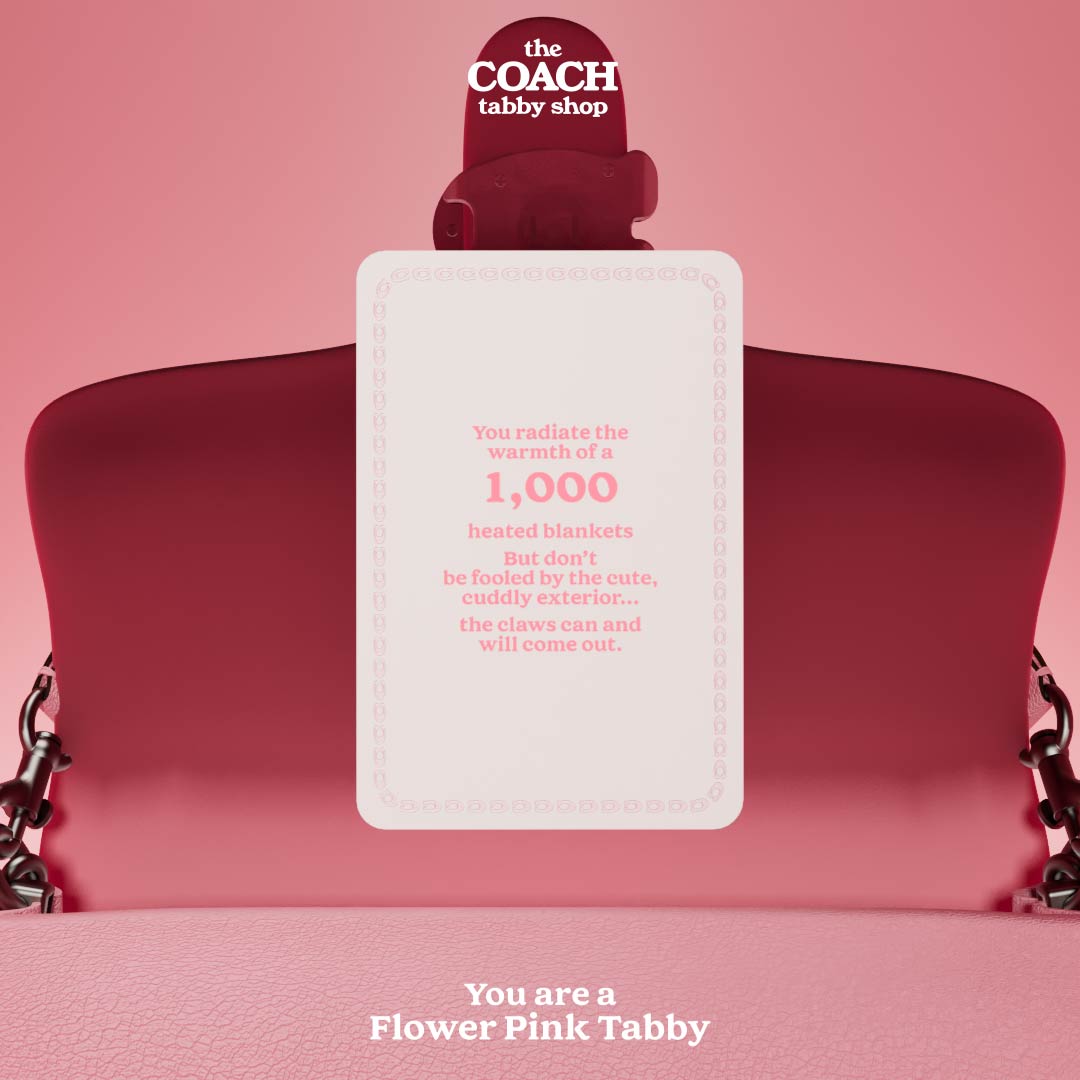 the
COACH
tabby shop
You radiate the
warmth of a
1,000
heated blankets
But don’t
be fooled by the cute,
cuddly exterior...
the claws can and
will come out.
You are a
Flower Pink Tabby